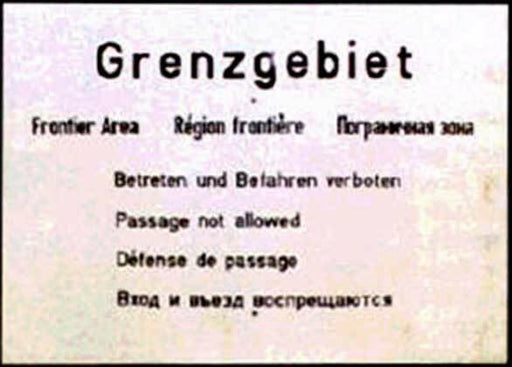 Grenzgebiet
Frontier Area Région frontière Пограничная зона
Betreten und Befahren verboten
Passage not allowed
Défense de passage
Вход и въезд воспрещаются